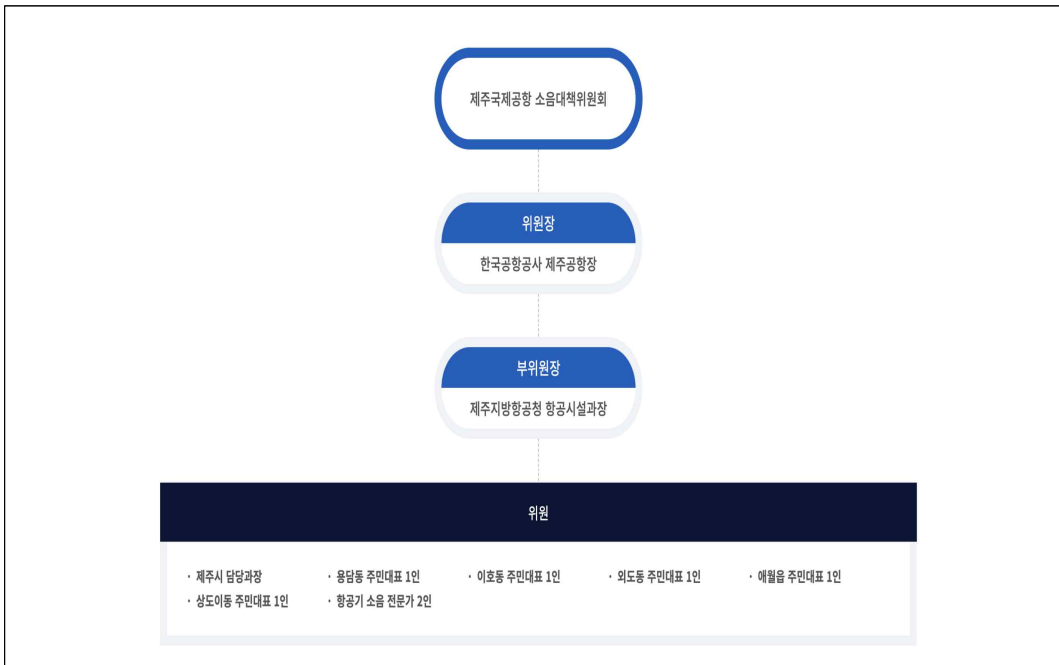 제주국제공항 소음대책위원회
위원장
한국공항공사 제주공항장
부위원장
제주지방항공청 항공시설과장
위원
· 제주시 담당과장 · 용담동 주민대표 1인 · 이호동 주민대표 1인 · 외도동 주민대표 1인 · 애월읍 주민대표 1인
· 상도이동 주민대표 1인 · 항공기 소음 전문가 2인